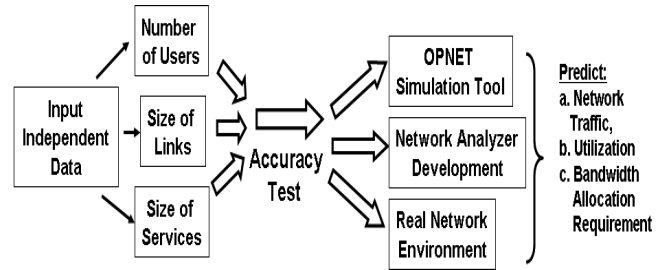 Input
Independent
Data
Number
of Users
Size of
Links
Size of
Services
Accuracy
Test
OPNET
Simulation Tool
Network Analyzer
Development
Real Network
Environment
Predict:
a. Network
Traffic,
b. Utilization
c. Bandwidth
Allocation
Requirement